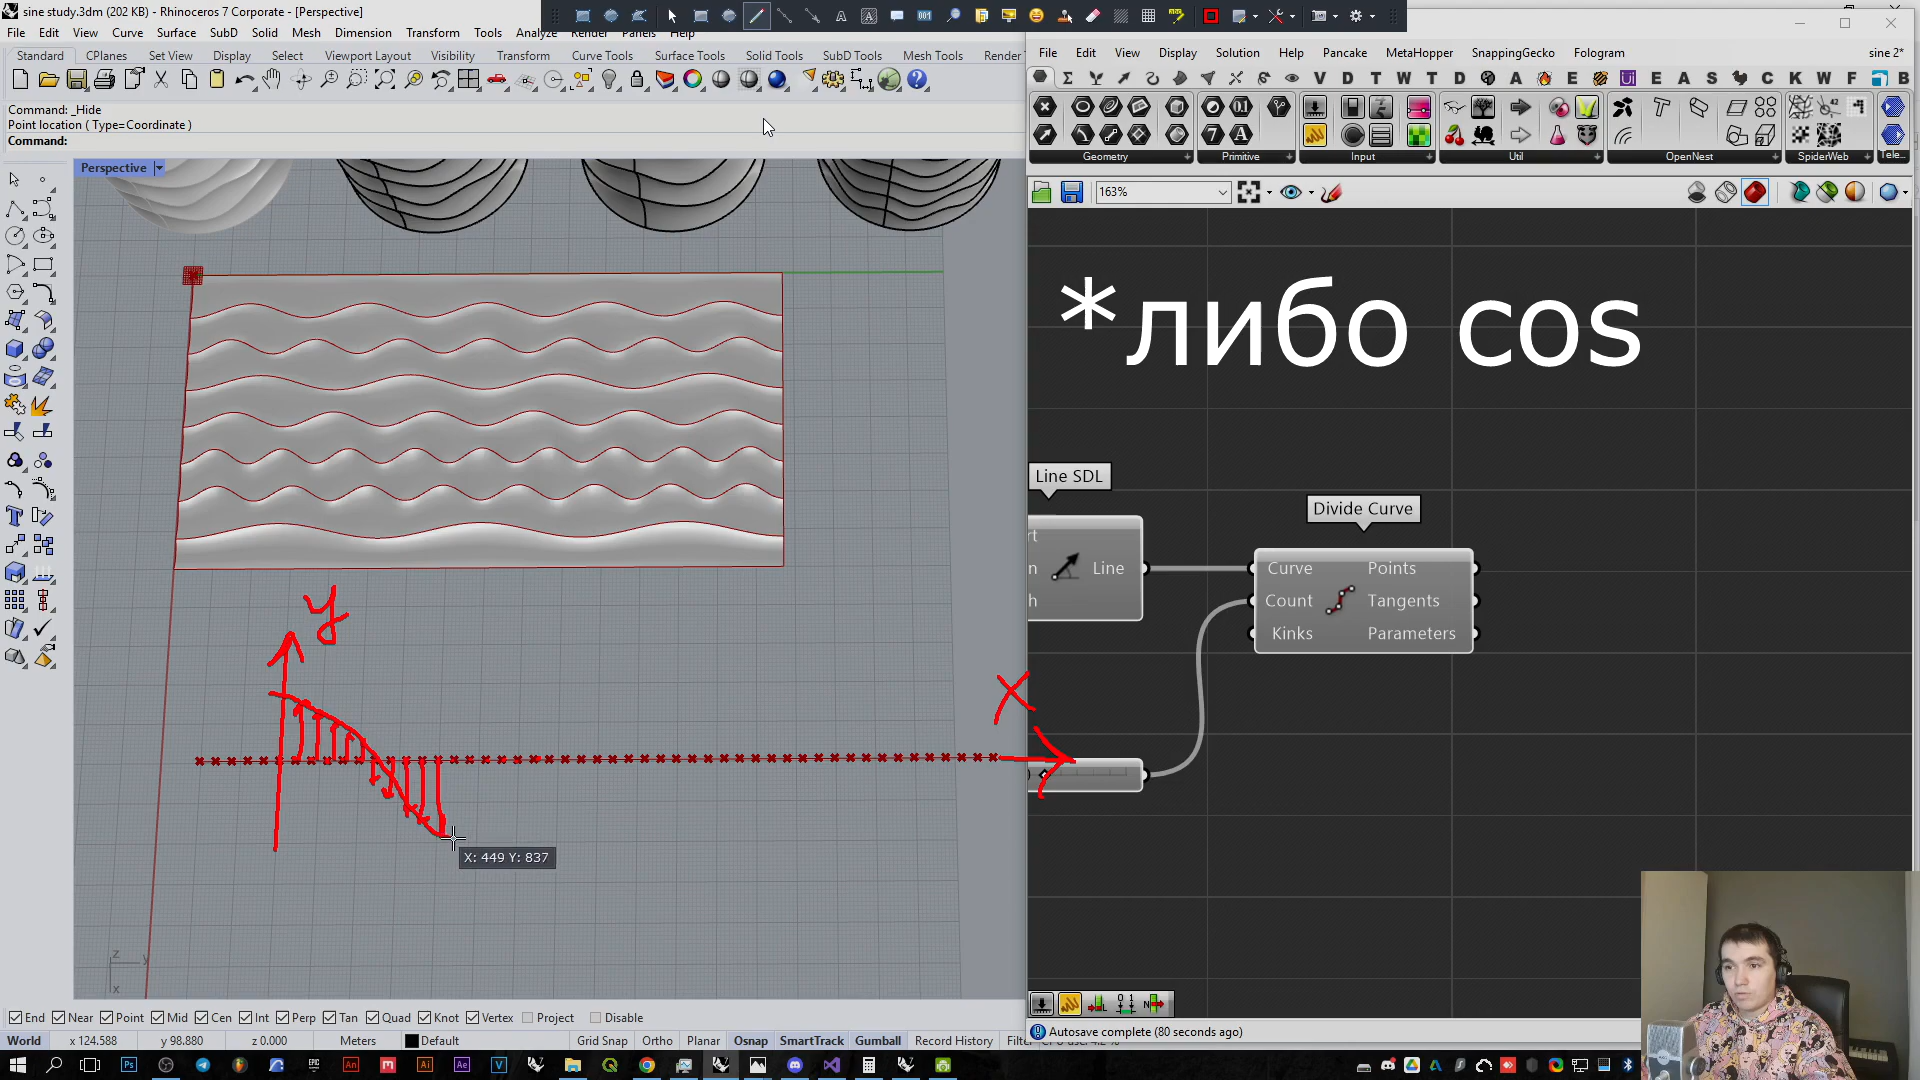 sine study.3dm (202 KB) - Rhinoceros 7 Corporate - [Perspective]
File Edit View Curve Surface SubD Solid Mesh Dimension Transform Tools Analyze Render Panels Help
Standard CPlanes Set View Display Select Viewport Layout Visibility Transform Curve Tools Surface Tools Solid Tools SubD Tools Mesh Tools Render
Command: _Hide
Point location ( Type=Coordinate )
Command:
Perspective
y
x
X: 449 Y: 837
z
y
x
End Near Point Mid Cen Int Perp Tan Quad Knot Vertex Project Disable
World x 124.588 y 98.880 z 0.000 Meters Default Grid Snap Ortho Planar Osnap SmartTrack Gumball Record History Filter
File Edit View Display Solution Help Pancake MetaHopper SnappingGecko Fologram sine 2*
V D T W T D A E E A S C K W F B
Geometry Primitive Input Util OpenNest SpiderWeb Tele...
163%
*либо cos
Line SDL
Divide Curve
Line
Curve Points
Count Tangents
Kinks Parameters
Autosave complete (80 seconds ago)